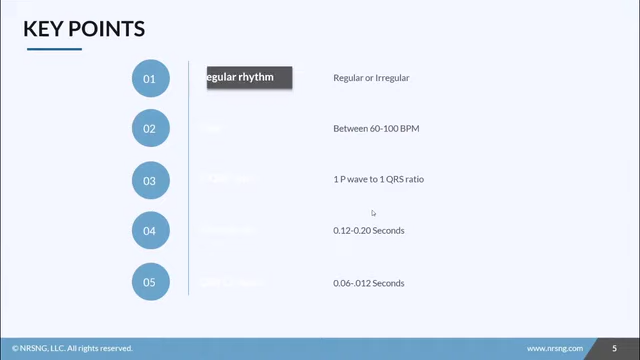 KEY POINTS
01
egular rhythm
Regular or Irregular
02
Between 60-100 BPM
03
1 P wave to 1 QRS ratio
04
0.12-0.20 Seconds
05
0.06-.012 Seconds
© NRSNG, LLC. All rights reserved.
www.nrsng.com
5